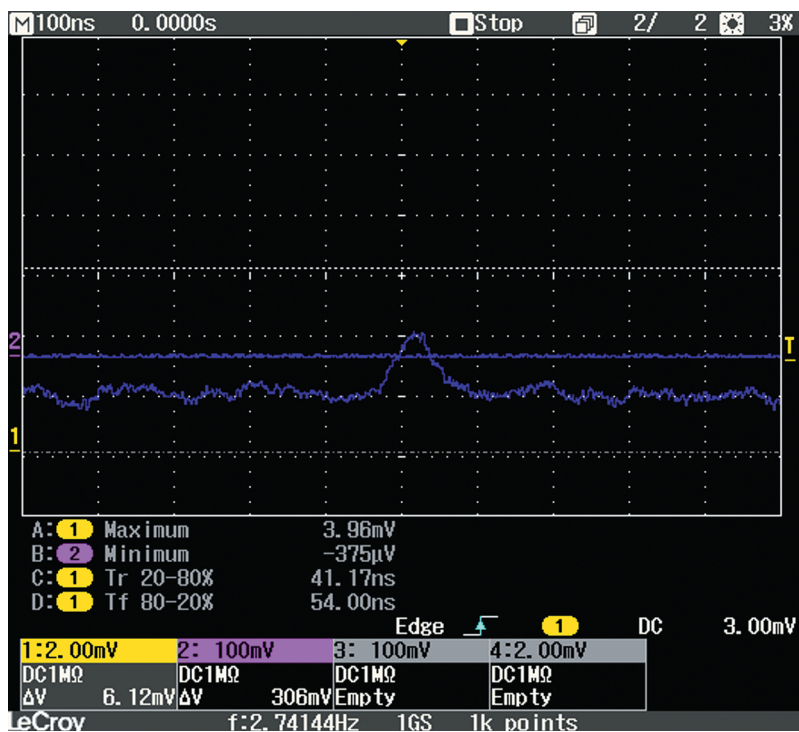 M 100ns 0.0000s Stop 2/ 2 3%
2
T
1
A: 1 Maximum 3.96mV
B: 2 Minimum -375µV
C: 1 Tr 20-80% 41.17ns
D: 1 Tf 80-20% 54.00ns
Edge 1 DC 3.00mV
1:2.00mV 2: 100mV 3: 100mV 4:2.00mV
DC1MΩ DC1MΩ DC1MΩ DC1MΩ
ΔV 6.12mV ΔV 306mV Empty Empty
LeCroy f:2.74144Hz 1GS 1k points